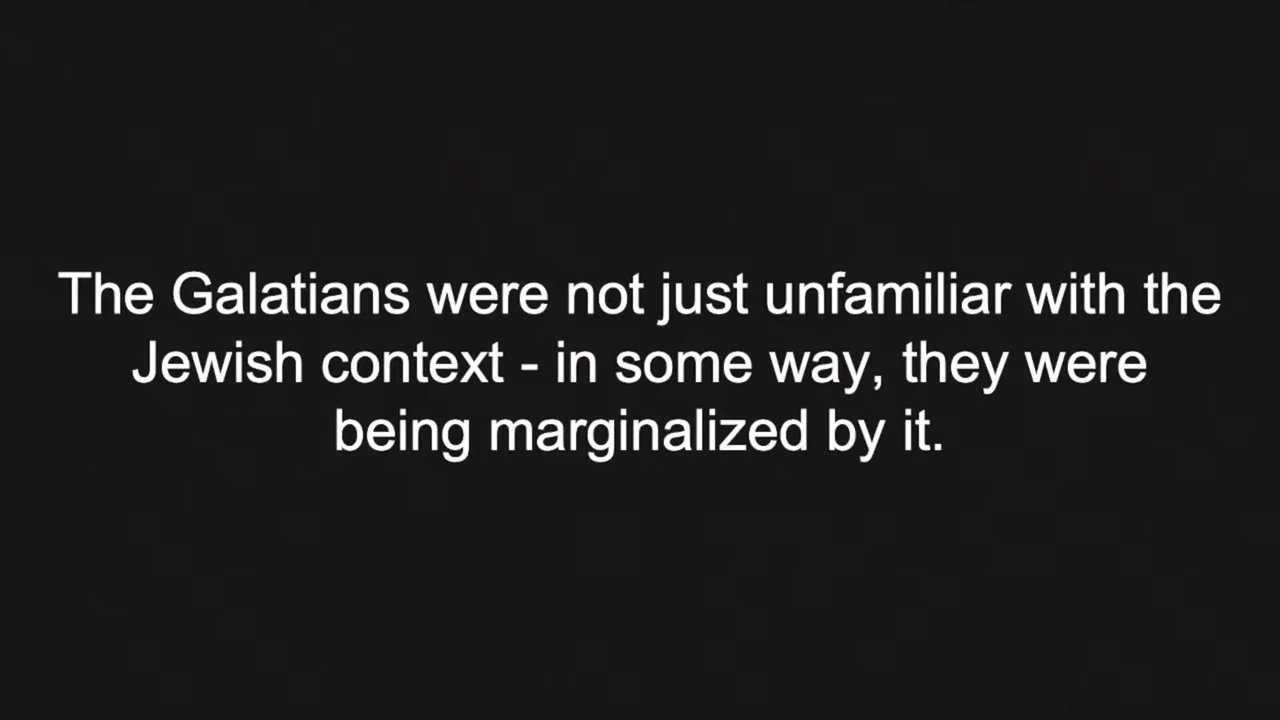 The Galatians were not just unfamiliar with the
Jewish context - in some way, they were
being marginalized by it.